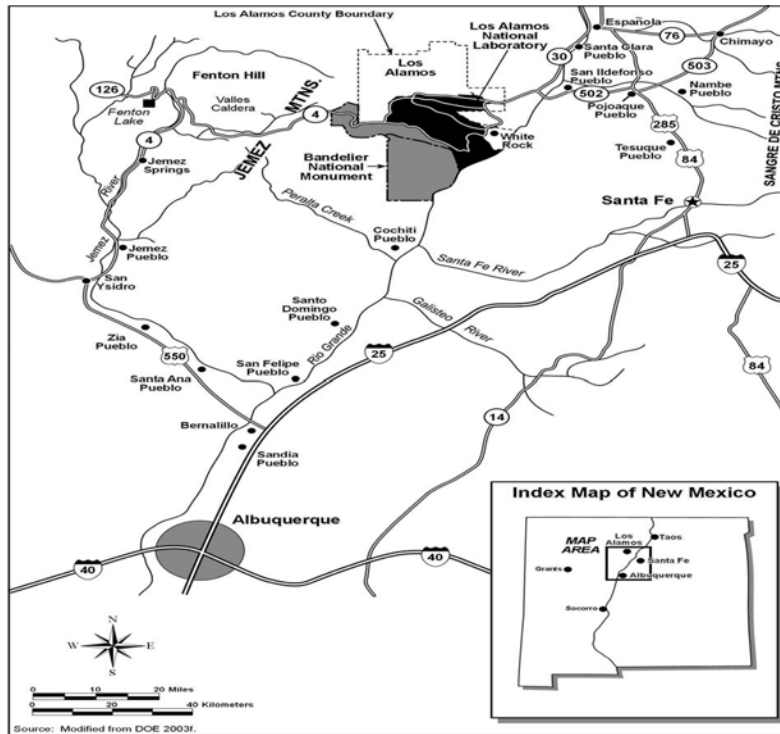 Los Alamos County Boundary
Los Alamos
National
Laboratory
Española
76
Chimayo
Santa Clara
Pueblo
30
503
San Ildefonso
Pueblo
502
Nambe
Pueblo
Pojoaque
Pueblo
Los
Alamos
Fenton Hill
126
Fenton
Lake
Valles
Caldera
MTNS.
JEMEZ
4
4
White
Rock
285
84
Tesuque
Pueblo
SANGRE DE CRISTO MTNS.
Bandelier
National
Monument
Jemez
Springs
Jemez
River
Santa Fe
Peralta Creek
Cochiti
Pueblo
Santa Fe River
Jemez
Pueblo
San
Ysidro
25
Santo
Domingo
Pueblo
Rio Grande
Galisteo
River
Zia
Pueblo
550
25
San Felipe
Pueblo
Santa Ana
Pueblo
84
14
Bernalillo
Sandia
Pueblo
Albuquerque
40
40
Index Map of New Mexico
MAP
AREA
Los
Alamos
Taos
Santa Fe
Grants
Albuquerque
Socorro
N
W
E
S
0 10 20 Miles
0 20 40 Kilometers
Source: Modified from DOE 2003f.